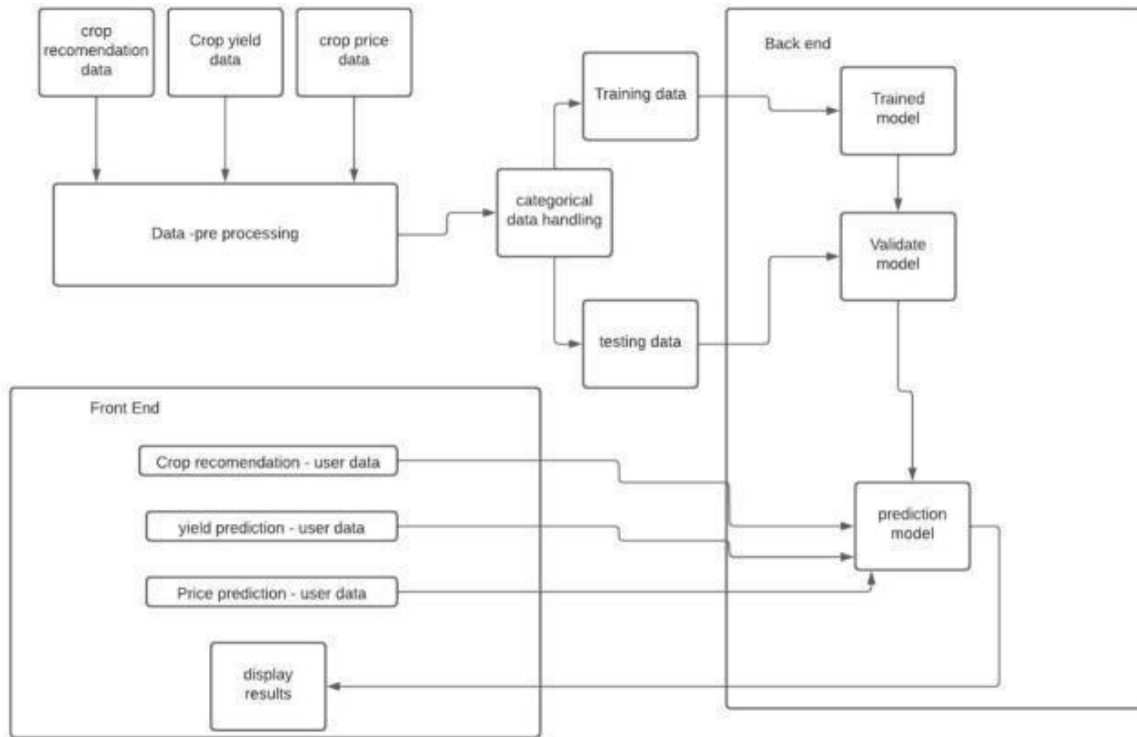 crop
recomendation
data
Crop yield
data
crop price
data
Back end
Training data
Trained
model
categorical
data handling
Data -pre processing
Validate
model
testing data
Front End
Crop recomendation - user data
yield prediction - user data
prediction
model
Price prediction - user data
display
results